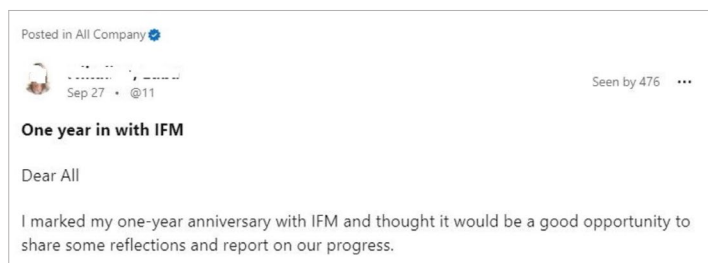 Posted in All Company
Sep 27 • @11
Seen by 476 •••
One year in with IFM
Dear All
I marked my one-year anniversary with IFM and thought it would be a good opportunity to
share some reflections and report on our progress.